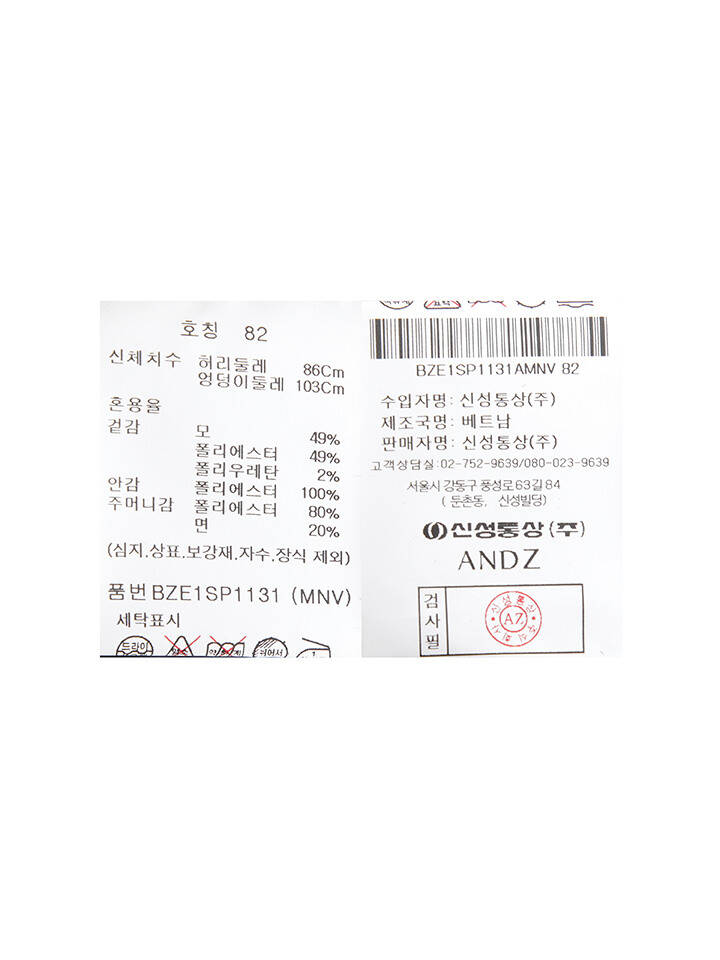 호칭 82
신체치수 허리둘레 86Cm
엉덩이둘레 103Cm
혼용율
겉감 모 49%
폴리에스터 49%
폴리우레탄 2%
안감 폴리에스터 100%
주머니감 폴리에스터 80%
면 20%
(심지.상표.보강재.자수.장식 제외)
품번 BZE1SP1131 (MNV)
세탁표시
드라이
BZE1SP1131AMNV 82
수입자명: 신성통상(주)
제조국명: 베트남
판매자명: 신성통상(주)
고객상담실:02-752-9639/080-023-9639
서울시 강동구 풍성로63길 84
( 둔촌동, 신성빌딩)
신성통상(주)
ANDZ
검사필
AZ